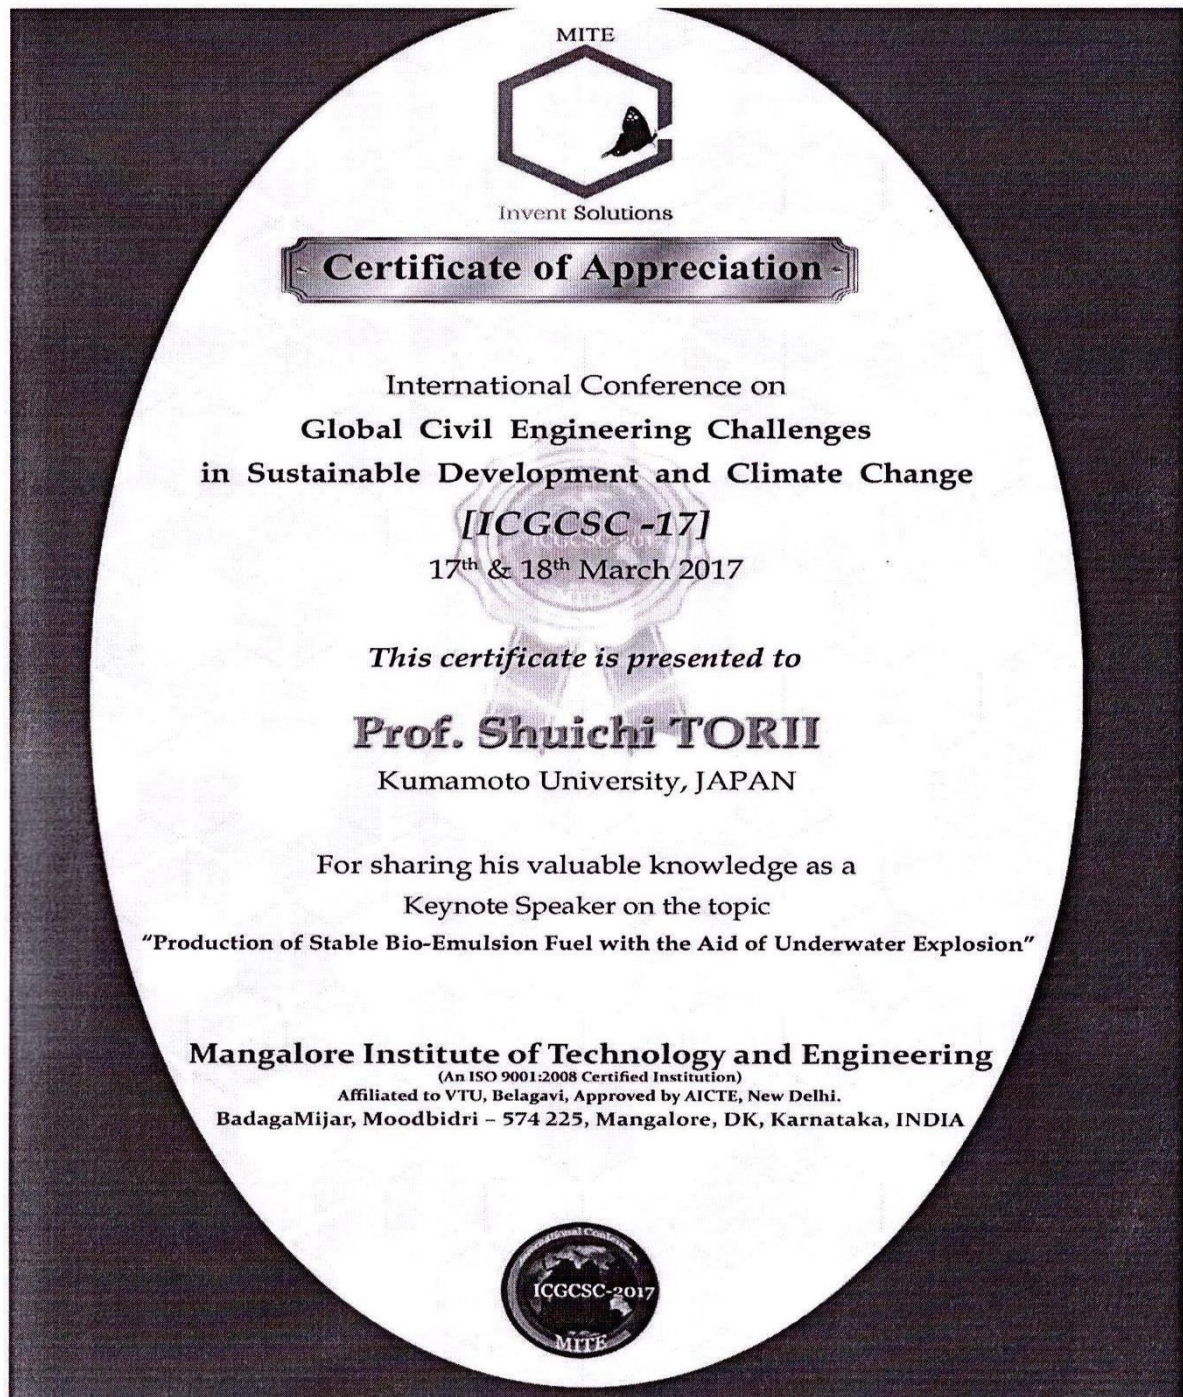 MITE
Invent Solutions
Certificate of Appreciation
International Conference on
Global Civil Engineering Challenges
in Sustainable Development and Climate Change
[ICGCSC -17]
17th & 18th March 2017
This certificate is presented to
Prof. Shuichi TORII
Kumamoto University, JAPAN
For sharing his valuable knowledge as a
Keynote Speaker on the topic
"Production of Stable Bio-Emulsion Fuel with the Aid of Underwater Explosion"
Mangalore Institute of Technology and Engineering
(An ISO 9001:2008 Certified Institution)
Affiliated to VTU, Belagavi, Approved by AICTE, New Delhi.
BadagaMijar, Moodbidri – 574 225, Mangalore, DK, Karnataka, INDIA
International Conference
ICGCSC-2017
MITE